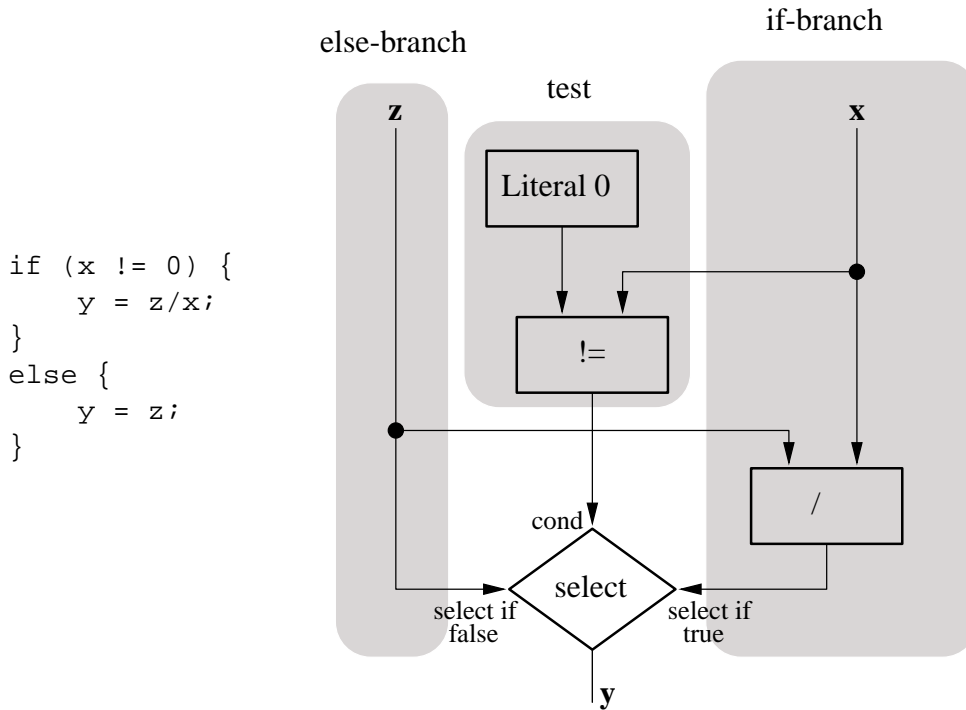 if (x != 0) {
y = z/x;
}
else {
y = z;
}
else-branch
test
if-branch
z
x
Literal 0
!=
/
cond
select
select if
false
select if
true
y